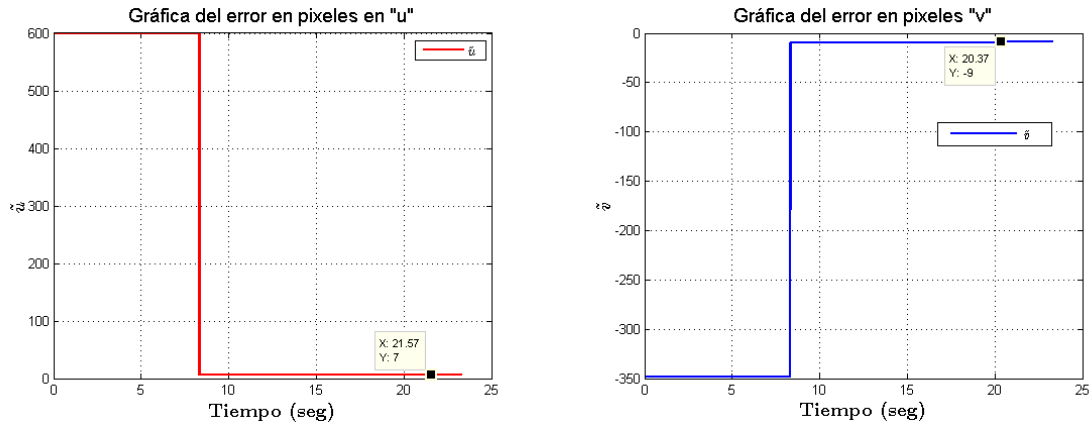 Gráfica del error en pixeles en "u"
600
500
400
300
200
100
0
ũ
ũ
X: 21.57
Y: 7
0 5 10 15 20 25
Tiempo (seg)
Gráfica del error en pixeles "v"
0
-50
-100
-150
-200
-250
-300
-350
ṽ
X: 20.37
Y: -9
ṽ
0 5 10 15 20 25
Tiempo (seg)